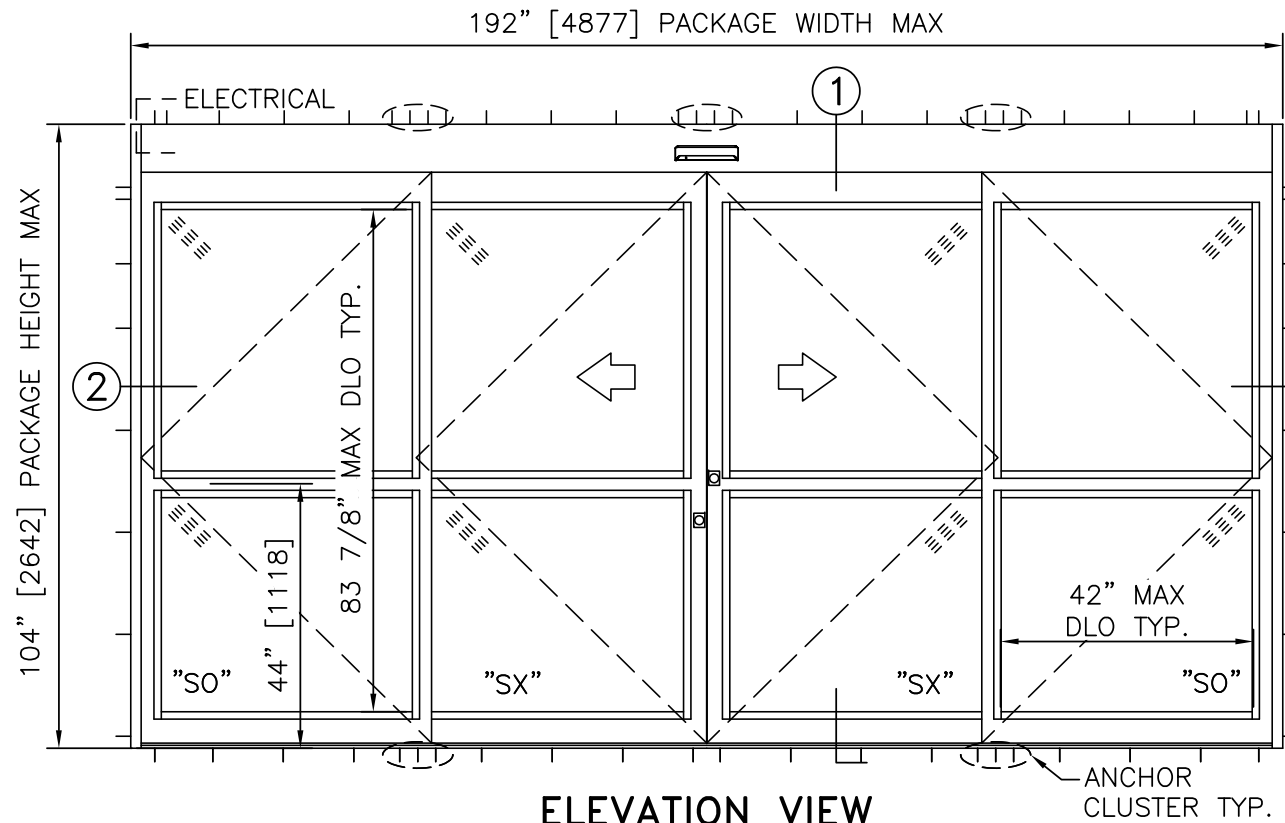 192” [4877] PACKAGE WIDTH MAX
ELECTRICAL
1
104” [2642] PACKAGE HEIGHT MAX
2
83 7/8” MAX DLO TYP.
44” [1118]
42” MAX
DLO TYP.
”SO”
”SX”
”SX”
”SO”
ANCHOR
CLUSTER TYP.
ELEVATION VIEW